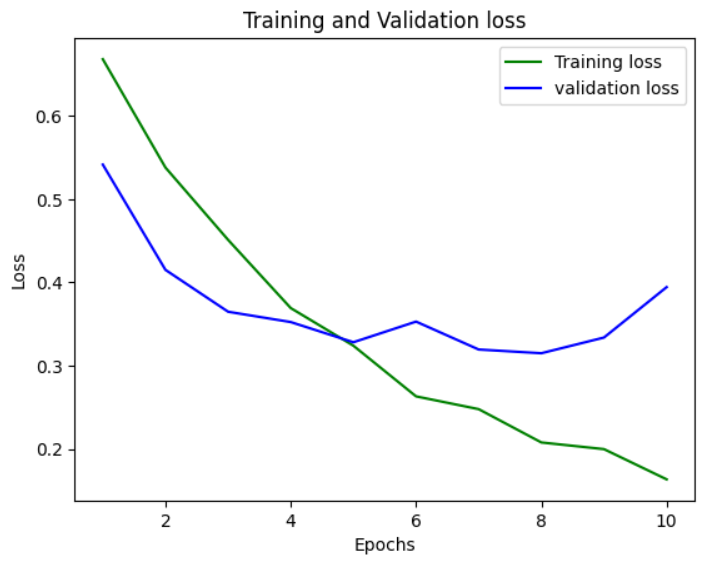 Training and Validation loss
Training loss
validation loss
0.6
0.5
0.4
0.3
0.2
Loss
2 4 6 8 10
Epochs